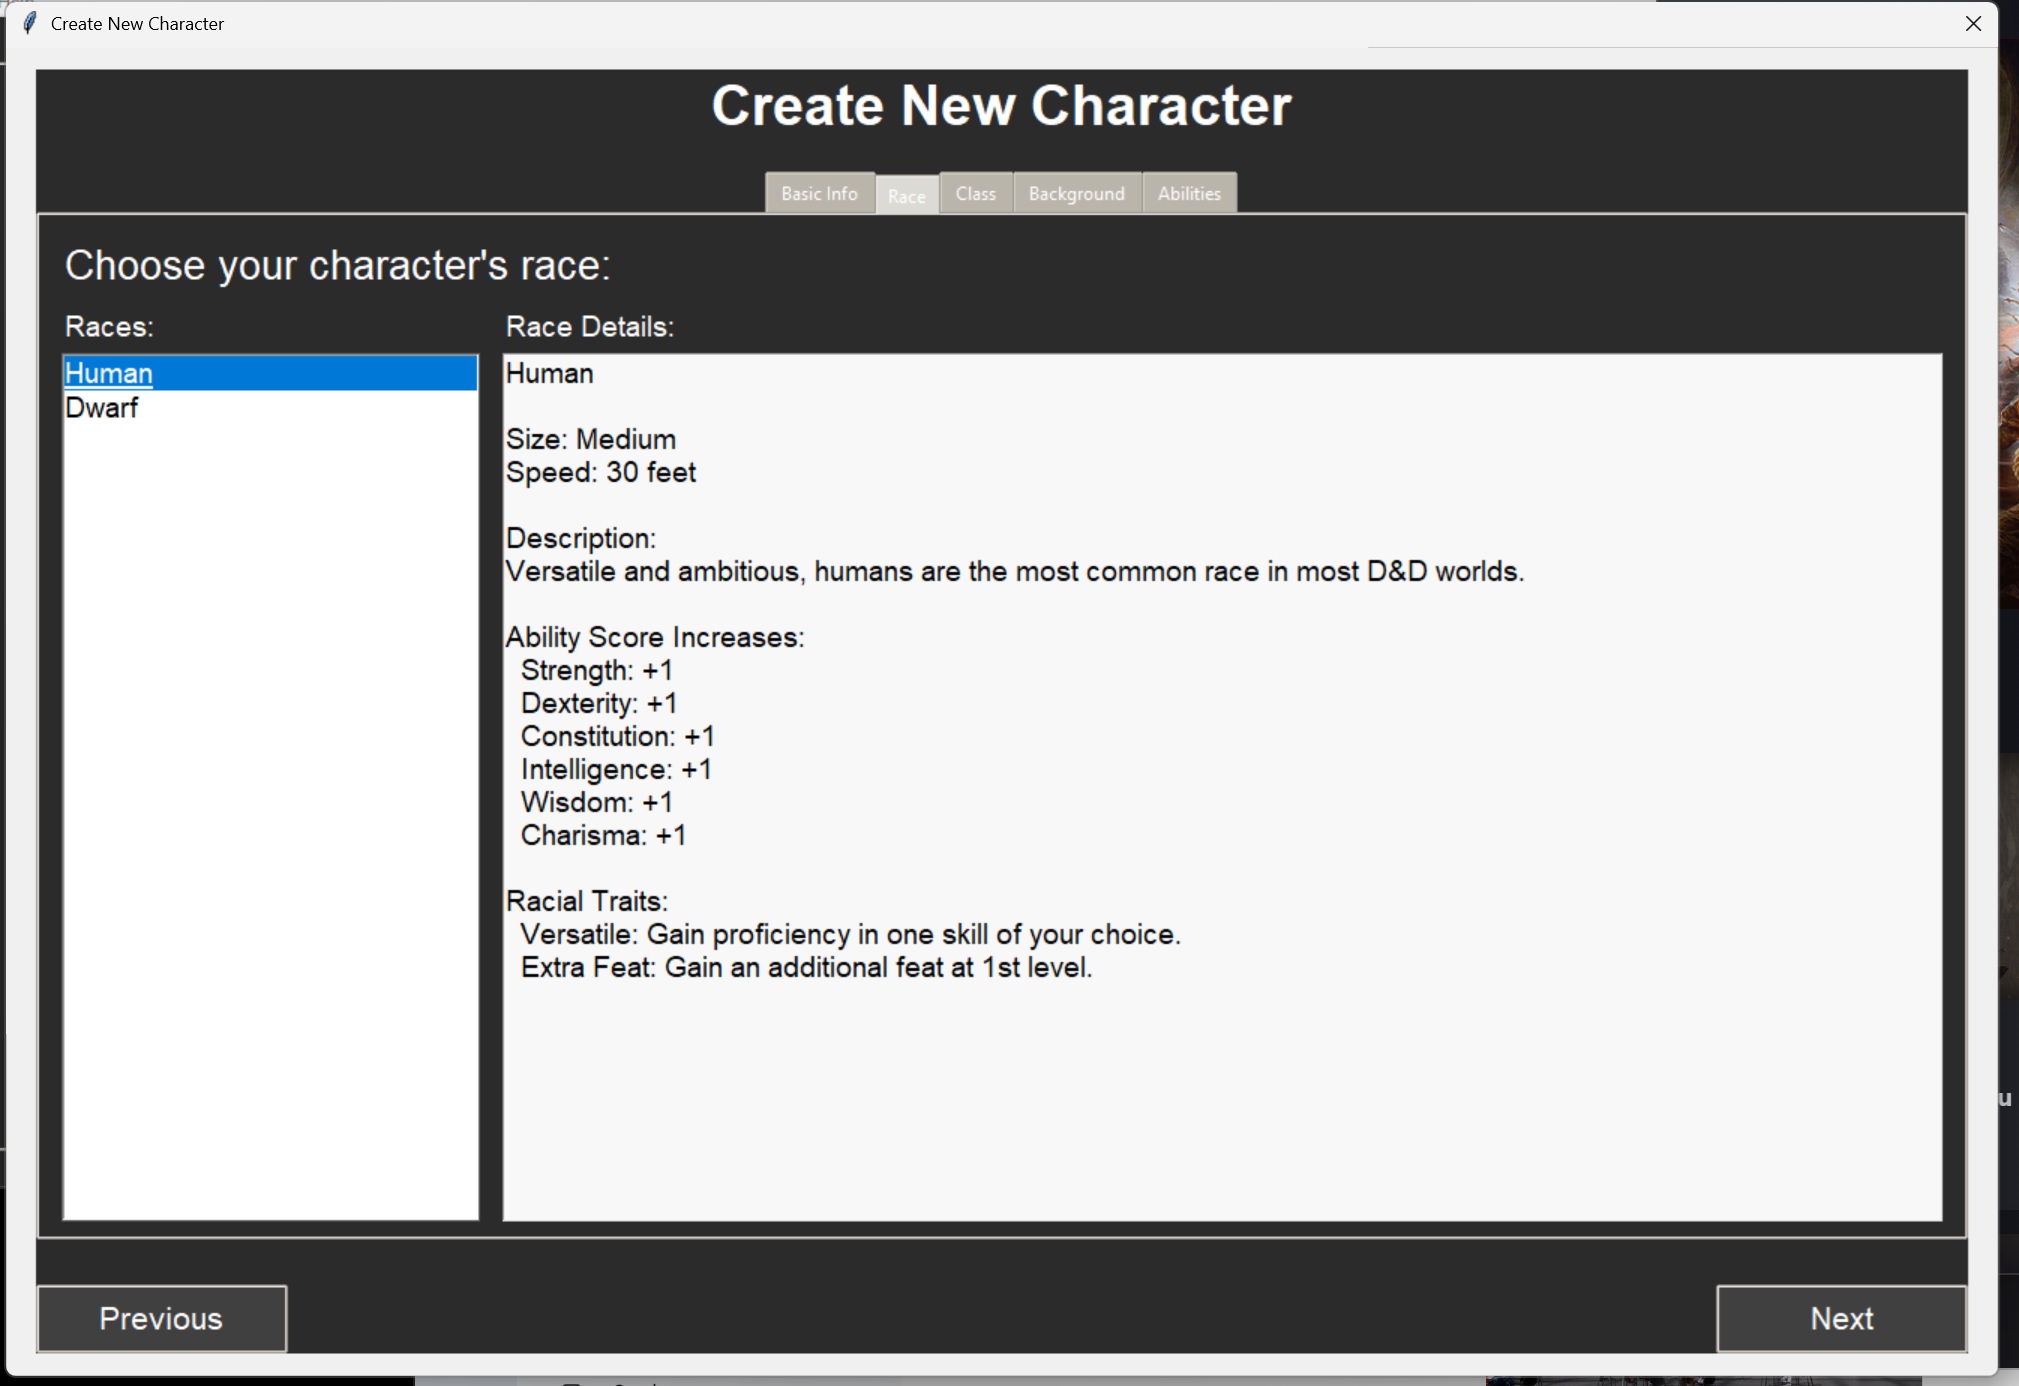 Create New Character
Create New Character
Basic Info
Race
Class
Background
Abilities
Choose your character's race:
Races:
Race Details:
Human
Dwarf
Human
Size: Medium
Speed: 30 feet
Description:
Versatile and ambitious, humans are the most common race in most D&D worlds.
Ability Score Increases:
Strength: +1
Dexterity: +1
Constitution: +1
Intelligence: +1
Wisdom: +1
Charisma: +1
Racial Traits:
Versatile: Gain proficiency in one skill of your choice.
Extra Feat: Gain an additional feat at 1st level.
Previous
Next